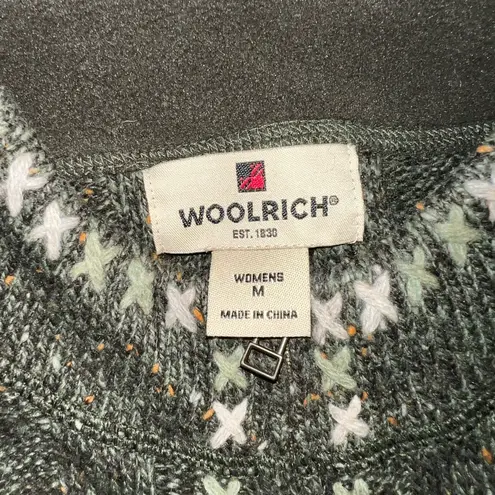 WOOLRICH®
EST. 1830
WOMENS
M
MADE IN CHINA